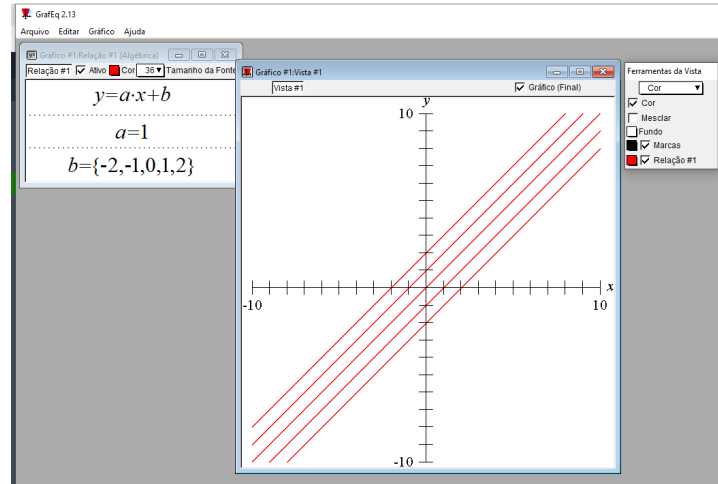 GrafEq 2.13
Arquivo Editar Gráfico Ajuda
Gráfico #1:Relação #1 (Algébrica)
Relação #1 Ativo Cor 36 Tamanho da Fonte
y=a·x+b
a=1
b={-2,-1,0,1,2}
Gráfico #1:Vista #1
Vista #1 Gráfico (Final)
y
10
x
-10
10
-10
Ferramentas da Vista
Cor
Cor
Mesclar
Fundo
Marcas
Relação #1